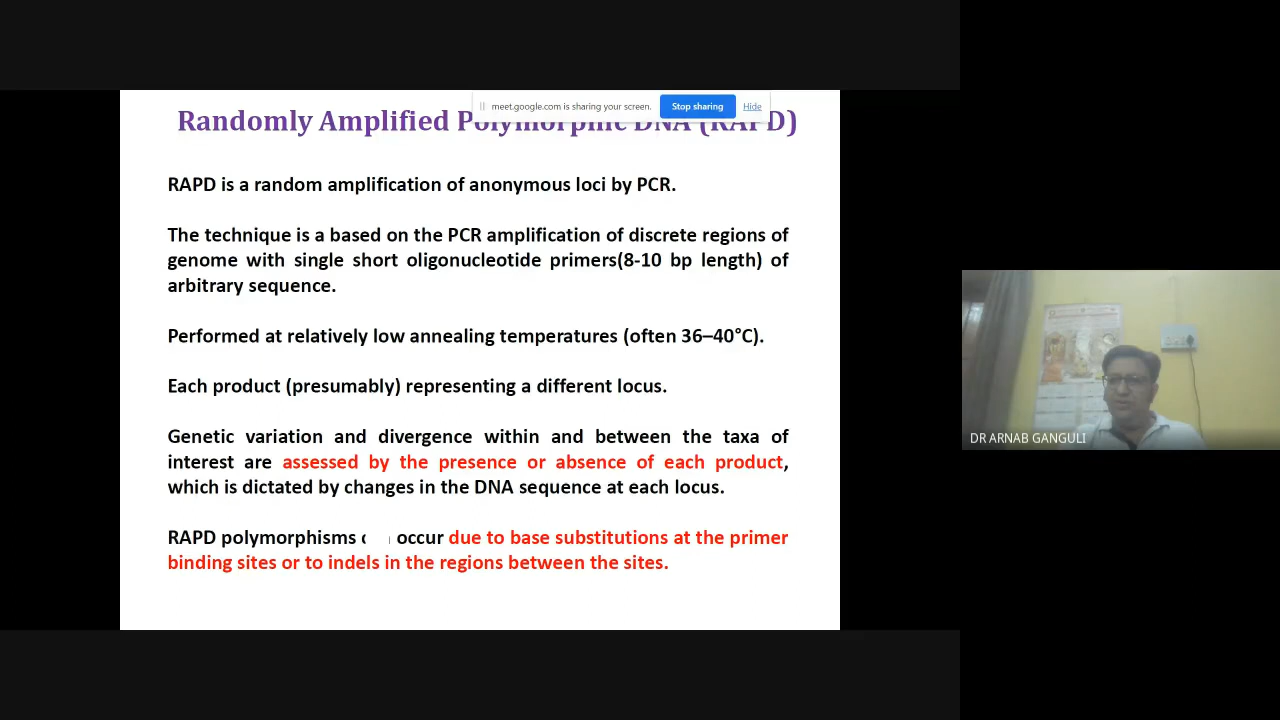 meet.google.com is sharing your screen. Stop sharing Hide
Randomly Amplified Polymorphic DNA (RAPD)
RAPD is a random amplification of anonymous loci by PCR.
The technique is a based on the PCR amplification of discrete regions of
genome with single short oligonucleotide primers(8-10 bp length) of
arbitrary sequence.
Performed at relatively low annealing temperatures (often 36–40°C).
Each product (presumably) representing a different locus.
Genetic variation and divergence within and between the taxa of
interest are assessed by the presence or absence of each product,
which is dictated by changes in the DNA sequence at each locus.
RAPD polymorphisms occur due to base substitutions at the primer
binding sites or to indels in the regions between the sites.
DR ARNAB GANGULI